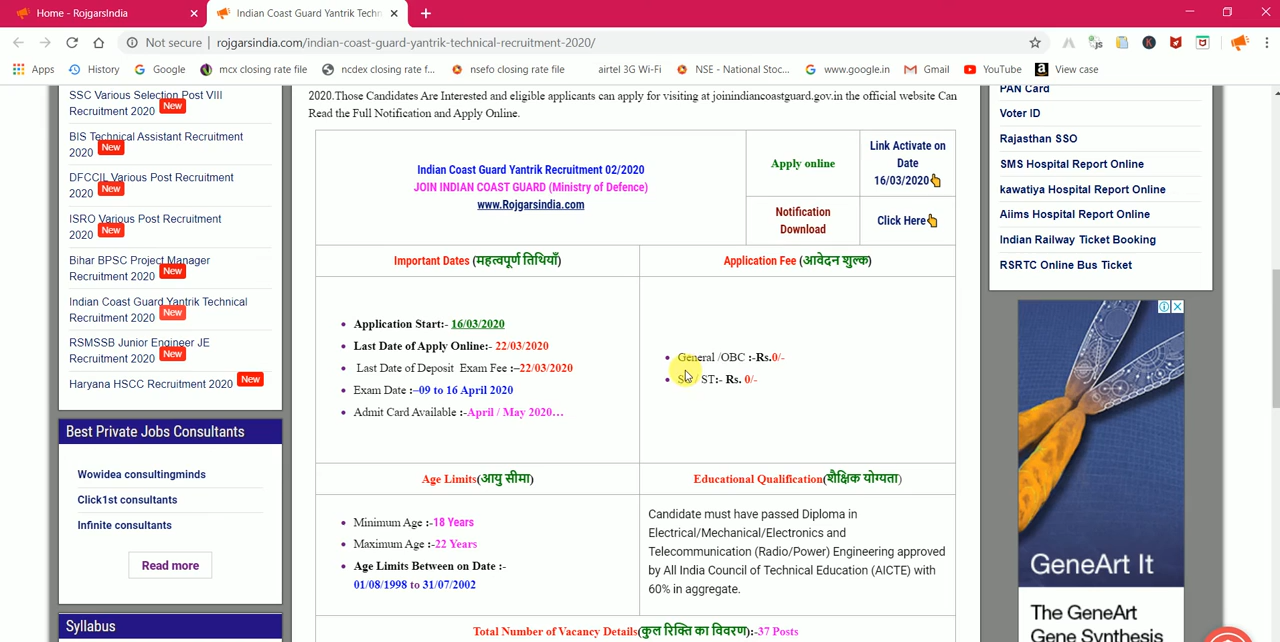 Home - RojgarsIndia
Indian Coast Guard Yantrik Techn
Not secure | rojgarsindia.com/indian-coast-guard-yantrik-technical-recruitment-2020/
Apps
History
Google
mcx closing rate file
ncdex closing rate f...
nsefo closing rate file
airtel 3G Wi-Fi
NSE - National Stoc...
www.google.in
Gmail
YouTube
View case
SSC Various Selection Post VIII
Recruitment 2020 New
BIS Technical Assistant Recruitment
2020 New
DFCCIL Various Post Recruitment
2020 New
ISRO Various Post Recruitment
2020 New
Bihar BPSC Project Manager
Recruitment 2020 New
Indian Coast Guard Yantrik Technical
Recruitment 2020 New
RSMSSB Junior Engineer JE
Recruitment 2020 New
Haryana HSCC Recruitment 2020 New
Best Private Jobs Consultants
Wowidea consultingminds
Click1st consultants
Infinite consultants
Read more
Syllabus
2020.Those Candidates Are Interested and eligible applicants can apply for visiting at joinindiancoastguard.gov.in the official website Can
Read the Full Notification and Apply Online.
Indian Coast Guard Yantrik Recruitment 02/2020
JOIN INDIAN COAST GUARD (Ministry of Defence)
www.Rojgarsindia.com
Apply online
Link Activate on
Date
16/03/2020
Notification
Download
Click Here
Important Dates (महत्वपूर्ण तिथियाँ)
Application Fee (आवेदन शुल्क)
Application Start:- 16/03/2020
Last Date of Apply Online:- 22/03/2020
Last Date of Deposit Exam Fee :–22/03/2020
Exam Date :–09 to 16 April 2020
Admit Card Available :-April / May 2020…
General /OBC :-Rs.0/-
SC / ST:- Rs. 0/-
Age Limits(आयु सीमा)
Educational Qualification(शैक्षिक योग्यता)
Minimum Age :-18 Years
Maximum Age :-22 Years
Age Limits Between on Date :-
01/08/1998 to 31/07/2002
Candidate must have passed Diploma in
Electrical/Mechanical/Electronics and
Telecommunication (Radio/Power) Engineering approved
by All India Council of Technical Education (AICTE) with
60% in aggregate.
Total Number of Vacancy Details(कुल रिक्ति का विवरण):-37 Posts
PAN Card
Voter ID
Rajasthan SSO
SMS Hospital Report Online
kawatiya Hospital Report Online
Aiims Hospital Report Online
Indian Railway Ticket Booking
RSRTC Online Bus Ticket
GeneArt It
The GeneArt
Gene Synthesis